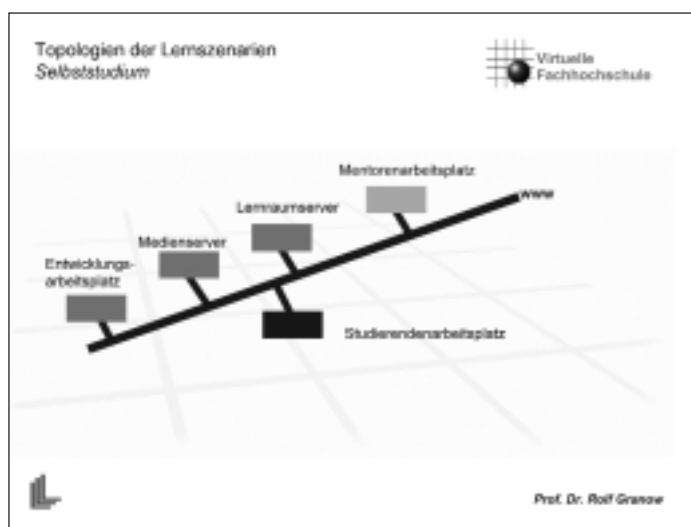 Topologien der Lernszenarien
Selbststudium
Virtuelle
Fachhochschule
Mentorenarbeitsplatz
www
Lernraumserver
Medienserver
Entwicklungs-
arbeitsplatz
Studierendenarbeitsplatz
Prof. Dr. Rolf Granow